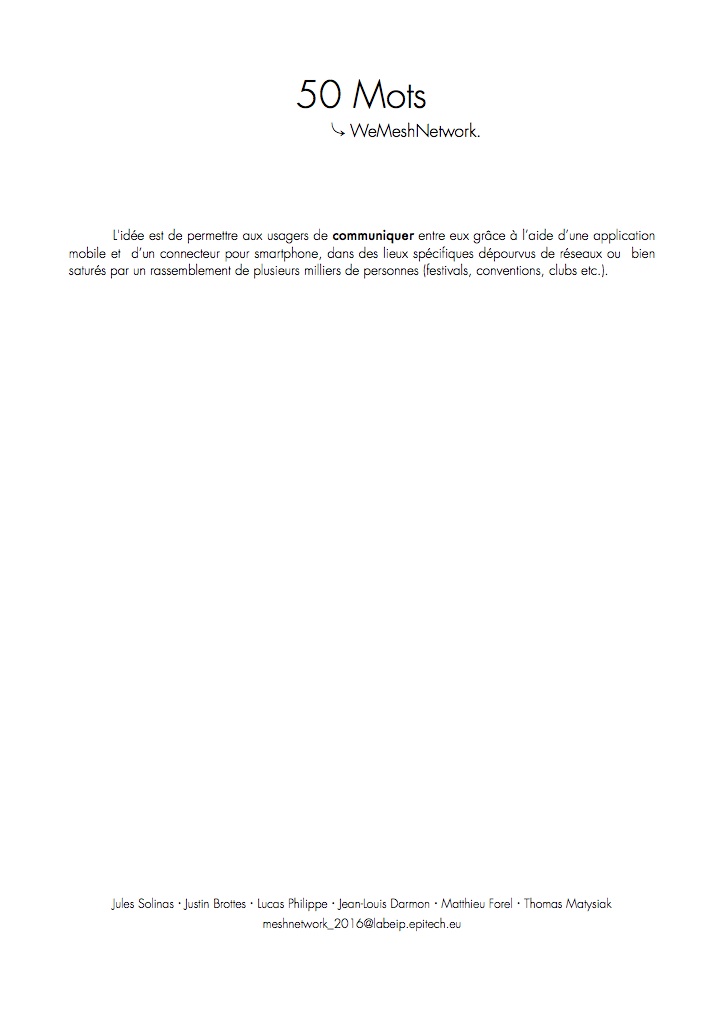 50 Mots
⤷ WeMeshNetwork.
L'idée est de permettre aux usagers de communiquer entre eux grâce à l'aide d'une application
mobile et d'un connecteur pour smartphone, dans des lieux spécifiques dépourvus de réseaux ou bien
saturés par un rassemblement de plusieurs milliers de personnes (festivals, conventions, clubs etc.).
Jules Solinas · Justin Brottes · Lucas Philippe · Jean-Louis Darmon · Matthieu Forel · Thomas Matysiak
meshnetwork_2016@labeip.epitech.eu